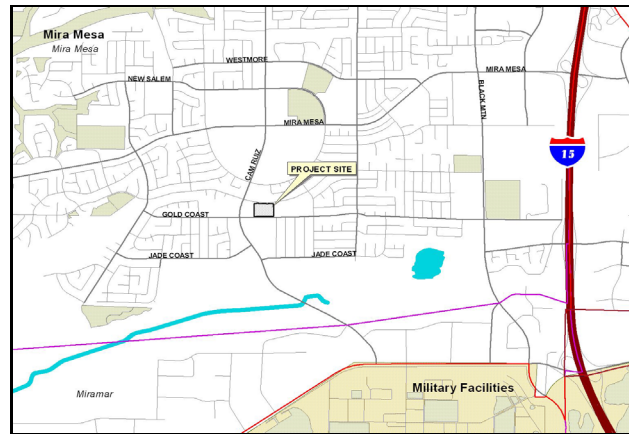 Mira Mesa
Mira Mesa
WESTMORE
MIRA MESA
NEW SALEM
BLACK MTN
MIRA MESA
CAM RUIZ
15
PROJECT SITE
GOLD COAST
JADE COAST
JADE COAST
Military Facilities
Miramar